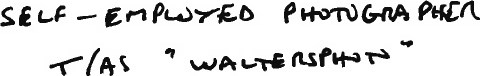 SELF-EMPLOYED PHOTOGRAPHER
T/AS "WALTERSPHOTO"